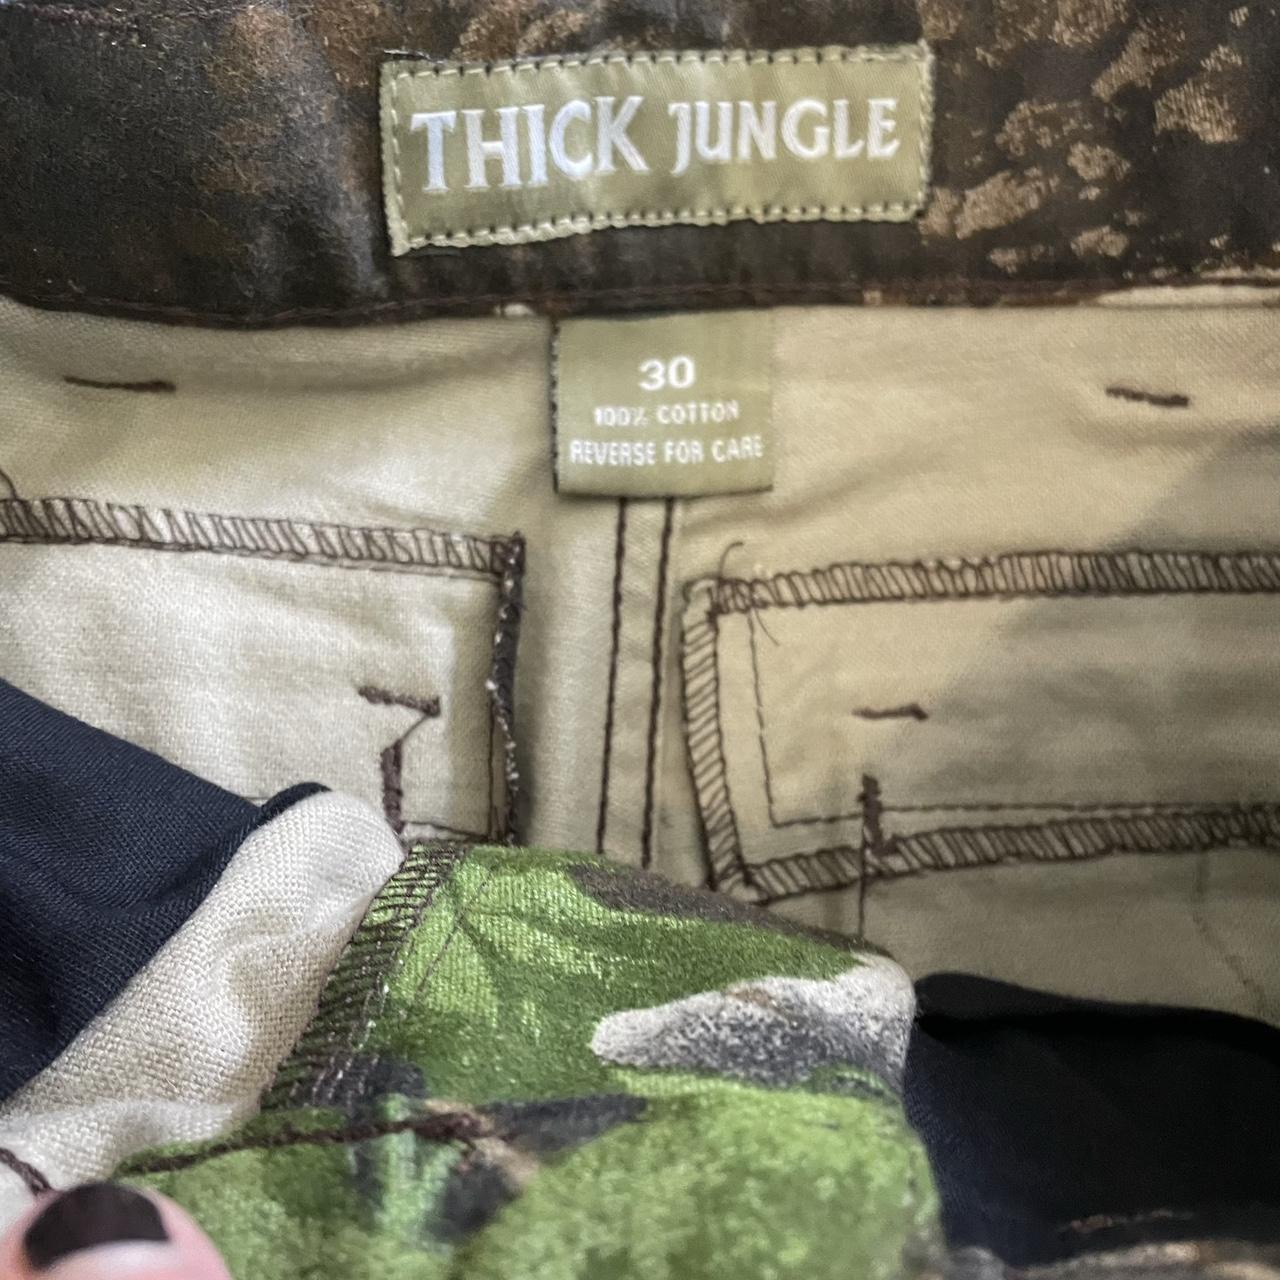 THICK JUNGLE
30
100% COTTON
REVERSE FOR CARE